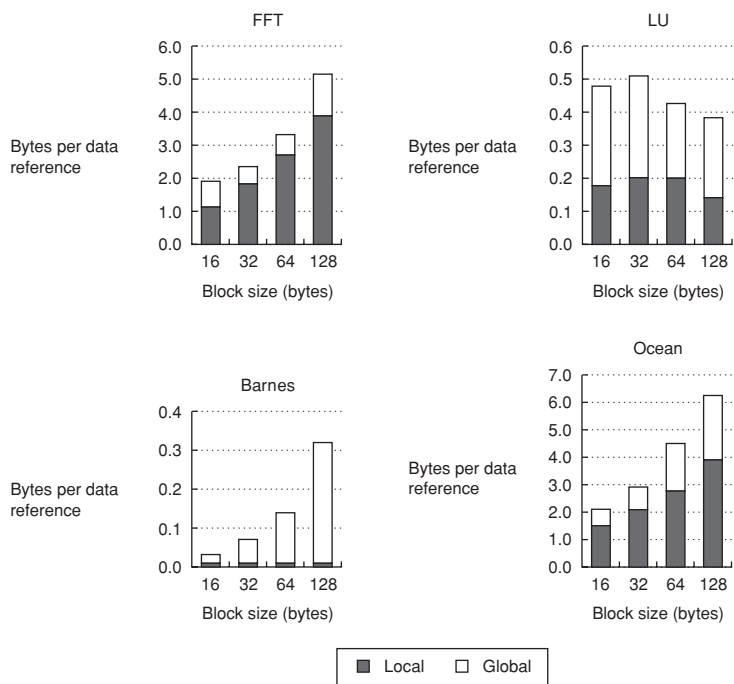 FFT
6.0
5.0
4.0
3.0
2.0
1.0
0.0
Bytes per data
reference
16 32 64 128
Block size (bytes)
LU
0.6
0.5
0.4
0.3
0.2
0.1
0.0
Bytes per data
reference
16 32 64 128
Block size (bytes)
Barnes
0.4
0.3
0.2
0.1
0.0
Bytes per data
reference
16 32 64 128
Block size (bytes)
Ocean
7.0
6.0
5.0
4.0
3.0
2.0
1.0
0.0
Bytes per data
reference
16 32 64 128
Block size (bytes)
Local Global